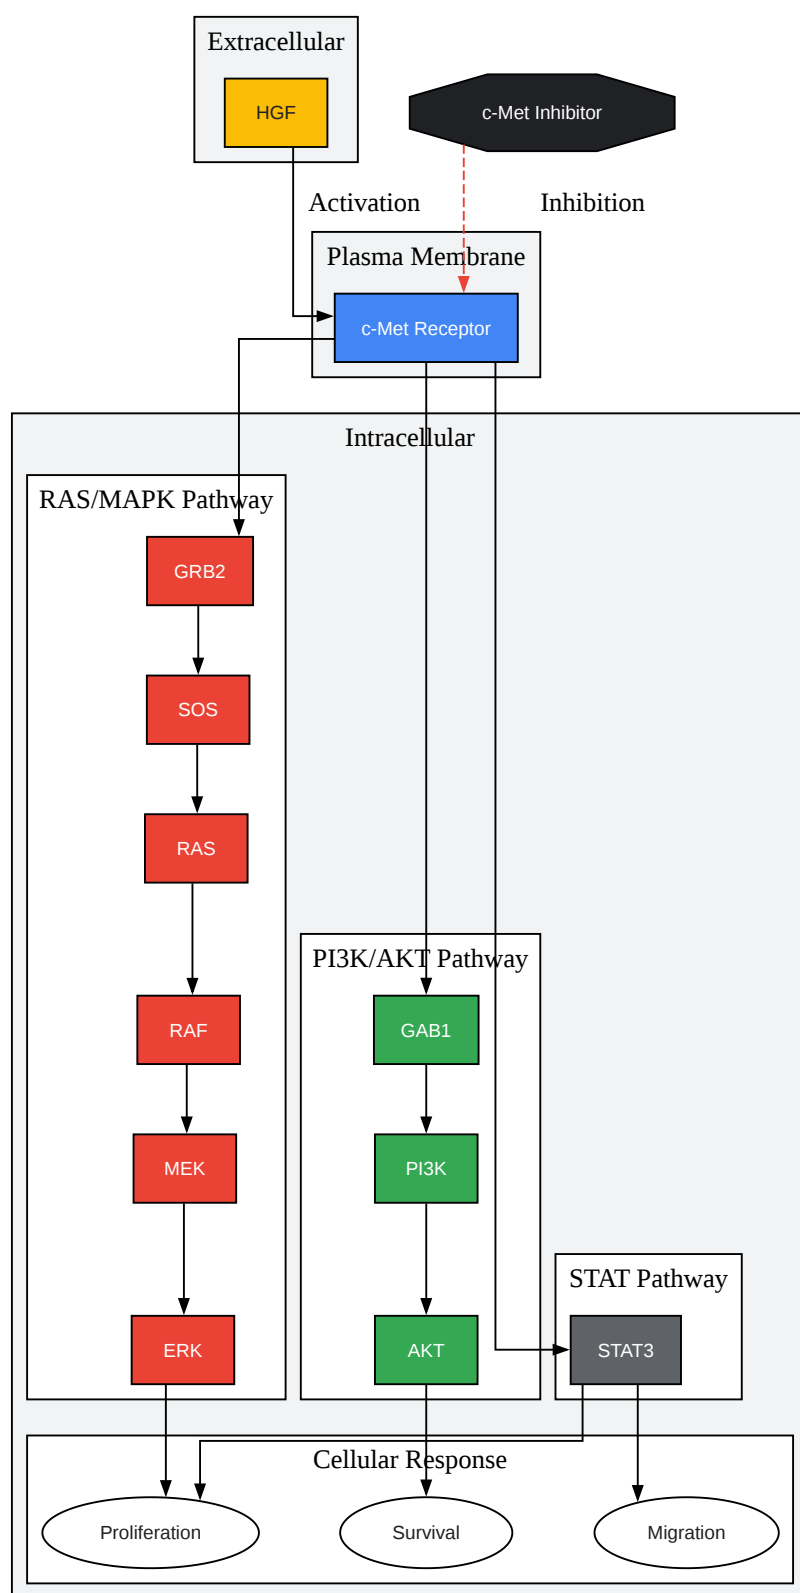 Extracellular
HGF
c-Met Inhibitor
Activation
Inhibition
Plasma Membrane
c-Met Receptor
Intracellular
RAS/MAPK Pathway
GRB2
SOS
RAS
PI3K/AKT Pathway
RAF
GAB1
MEK
PI3K
STAT Pathway
ERK
AKT
STAT3
Cellular Response
Proliferation
Survival
Migration